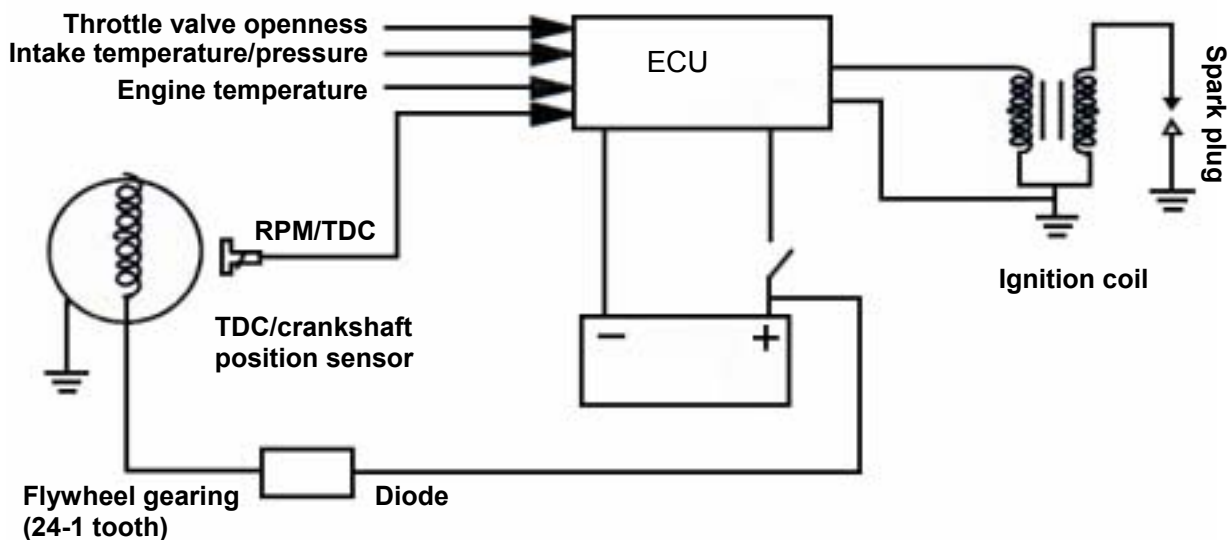 Throttle valve openness
Intake temperature/pressure
Engine temperature
ECU
Spark plug
RPM/TDC
Ignition coil
TDC/crankshaft
position sensor
− +
Flywheel gearing
(24-1 tooth)
Diode